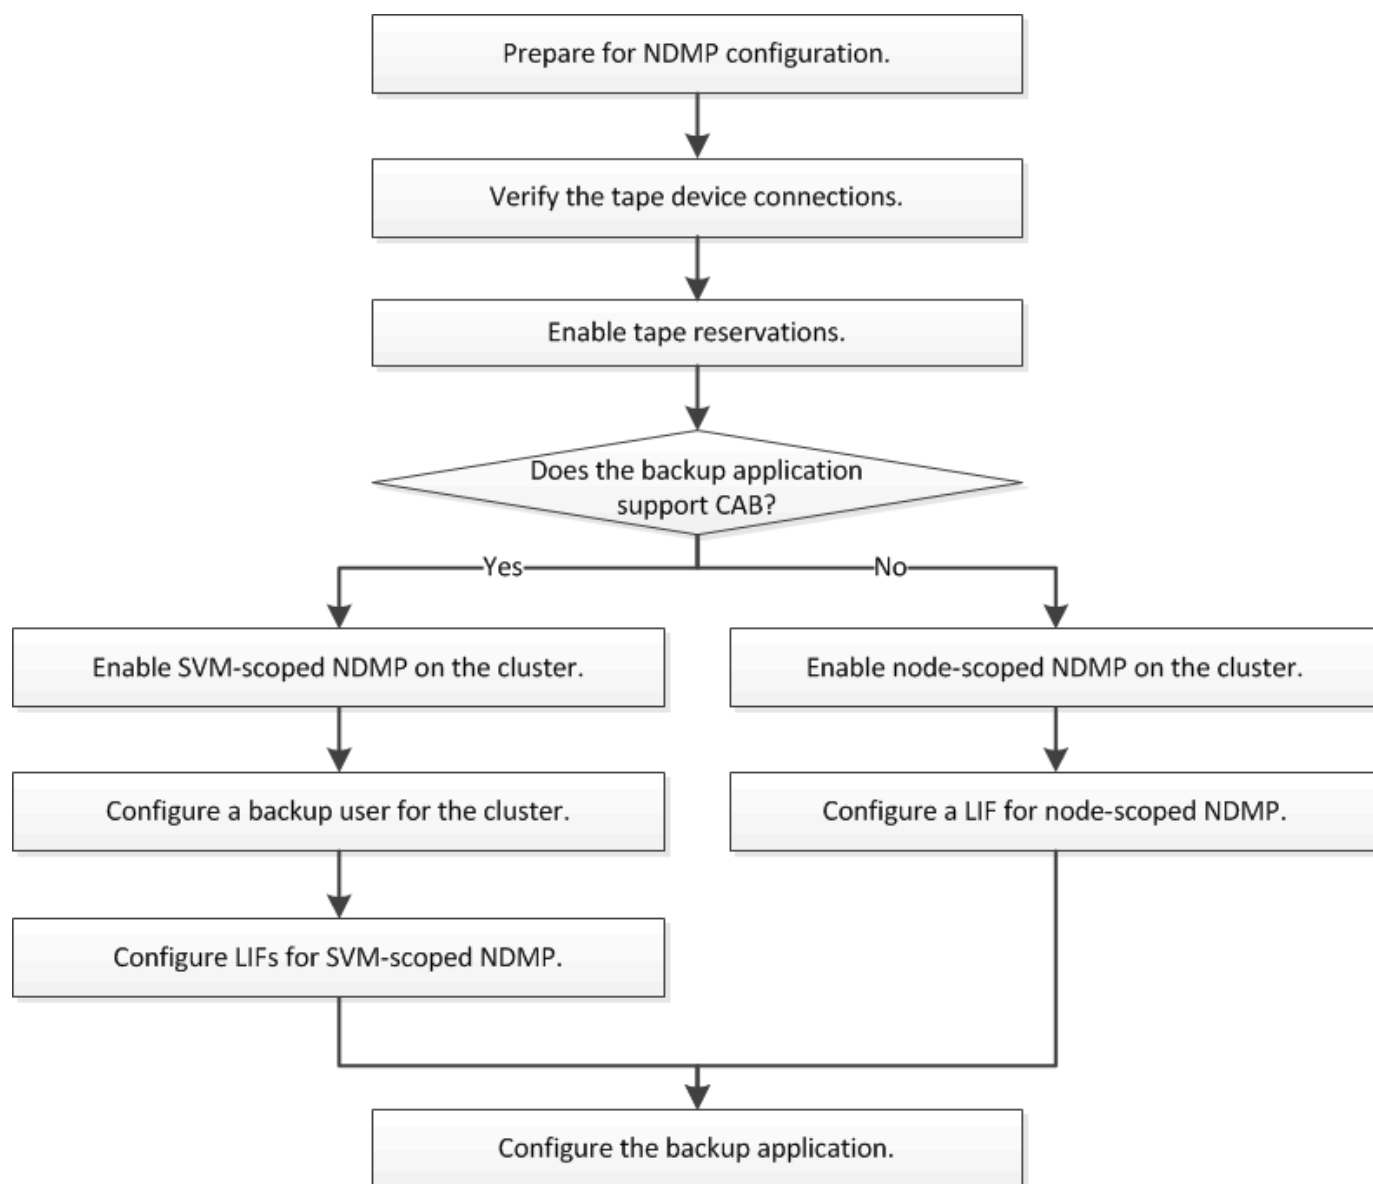 Prepare for NDMP configuration.
Verify the tape device connections.
Enable tape reservations.
Does the backup application
support CAB?
Yes
No
Enable SVM-scoped NDMP on the cluster.
Enable node-scoped NDMP on the cluster.
Configure a backup user for the cluster.
Configure a LIF for node-scoped NDMP.
Configure LIFs for SVM-scoped NDMP.
Configure the backup application.